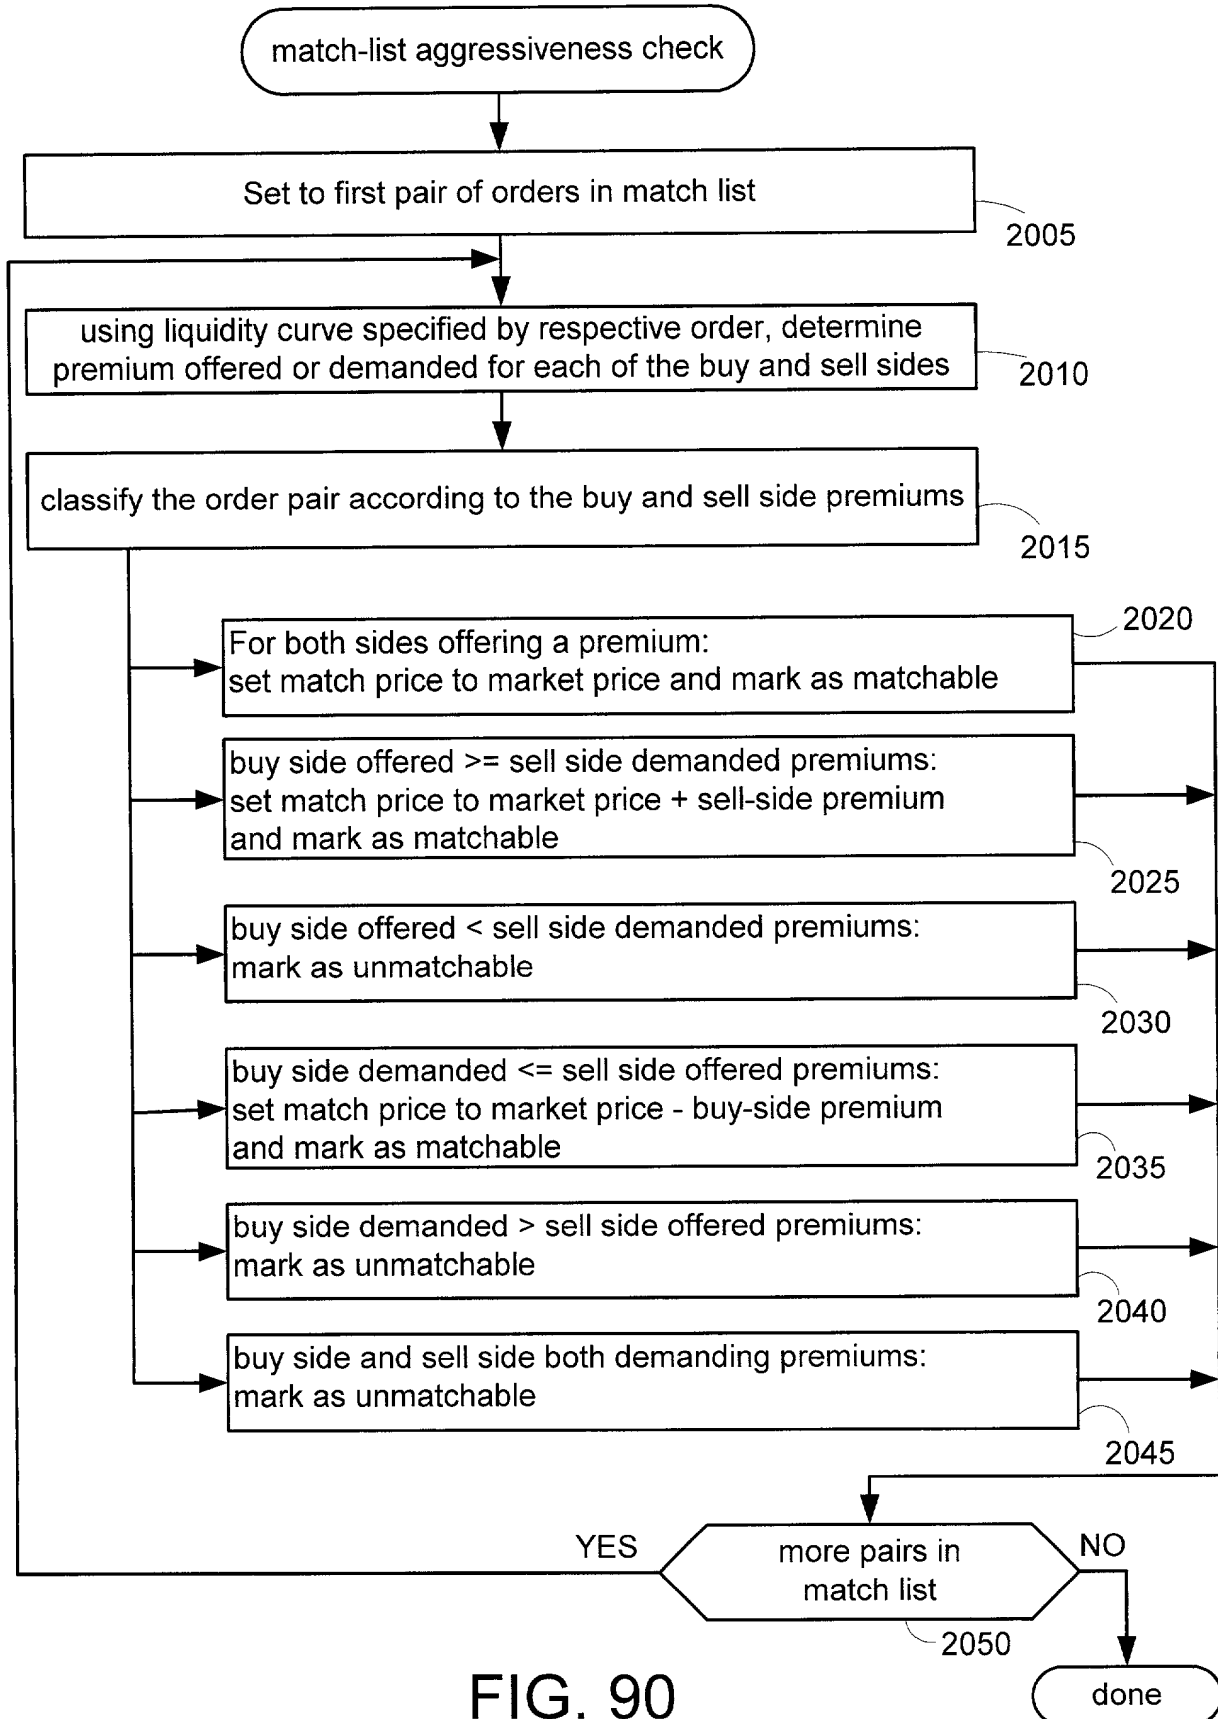 match-list aggressiveness check
Set to first pair of orders in match list
2005
using liquidity curve specified by respective order, determine
premium offered or demanded for each of the buy and sell sides
2010
classify the order pair according to the buy and sell side premiums
2015
2020
For both sides offering a premium:
set match price to market price and mark as matchable
buy side offered >= sell side demanded premiums:
set match price to market price + sell-side premium
and mark as matchable
2025
buy side offered < sell side demanded premiums:
mark as unmatchable
2030
buy side demanded <= sell side offered premiums:
set match price to market price - buy-side premium
and mark as matchable
2035
buy side demanded > sell side offered premiums:
mark as unmatchable
2040
buy side and sell side both demanding premiums:
mark as unmatchable
2045
YES
more pairs in
match list
NO
2050
done
FIG. 90